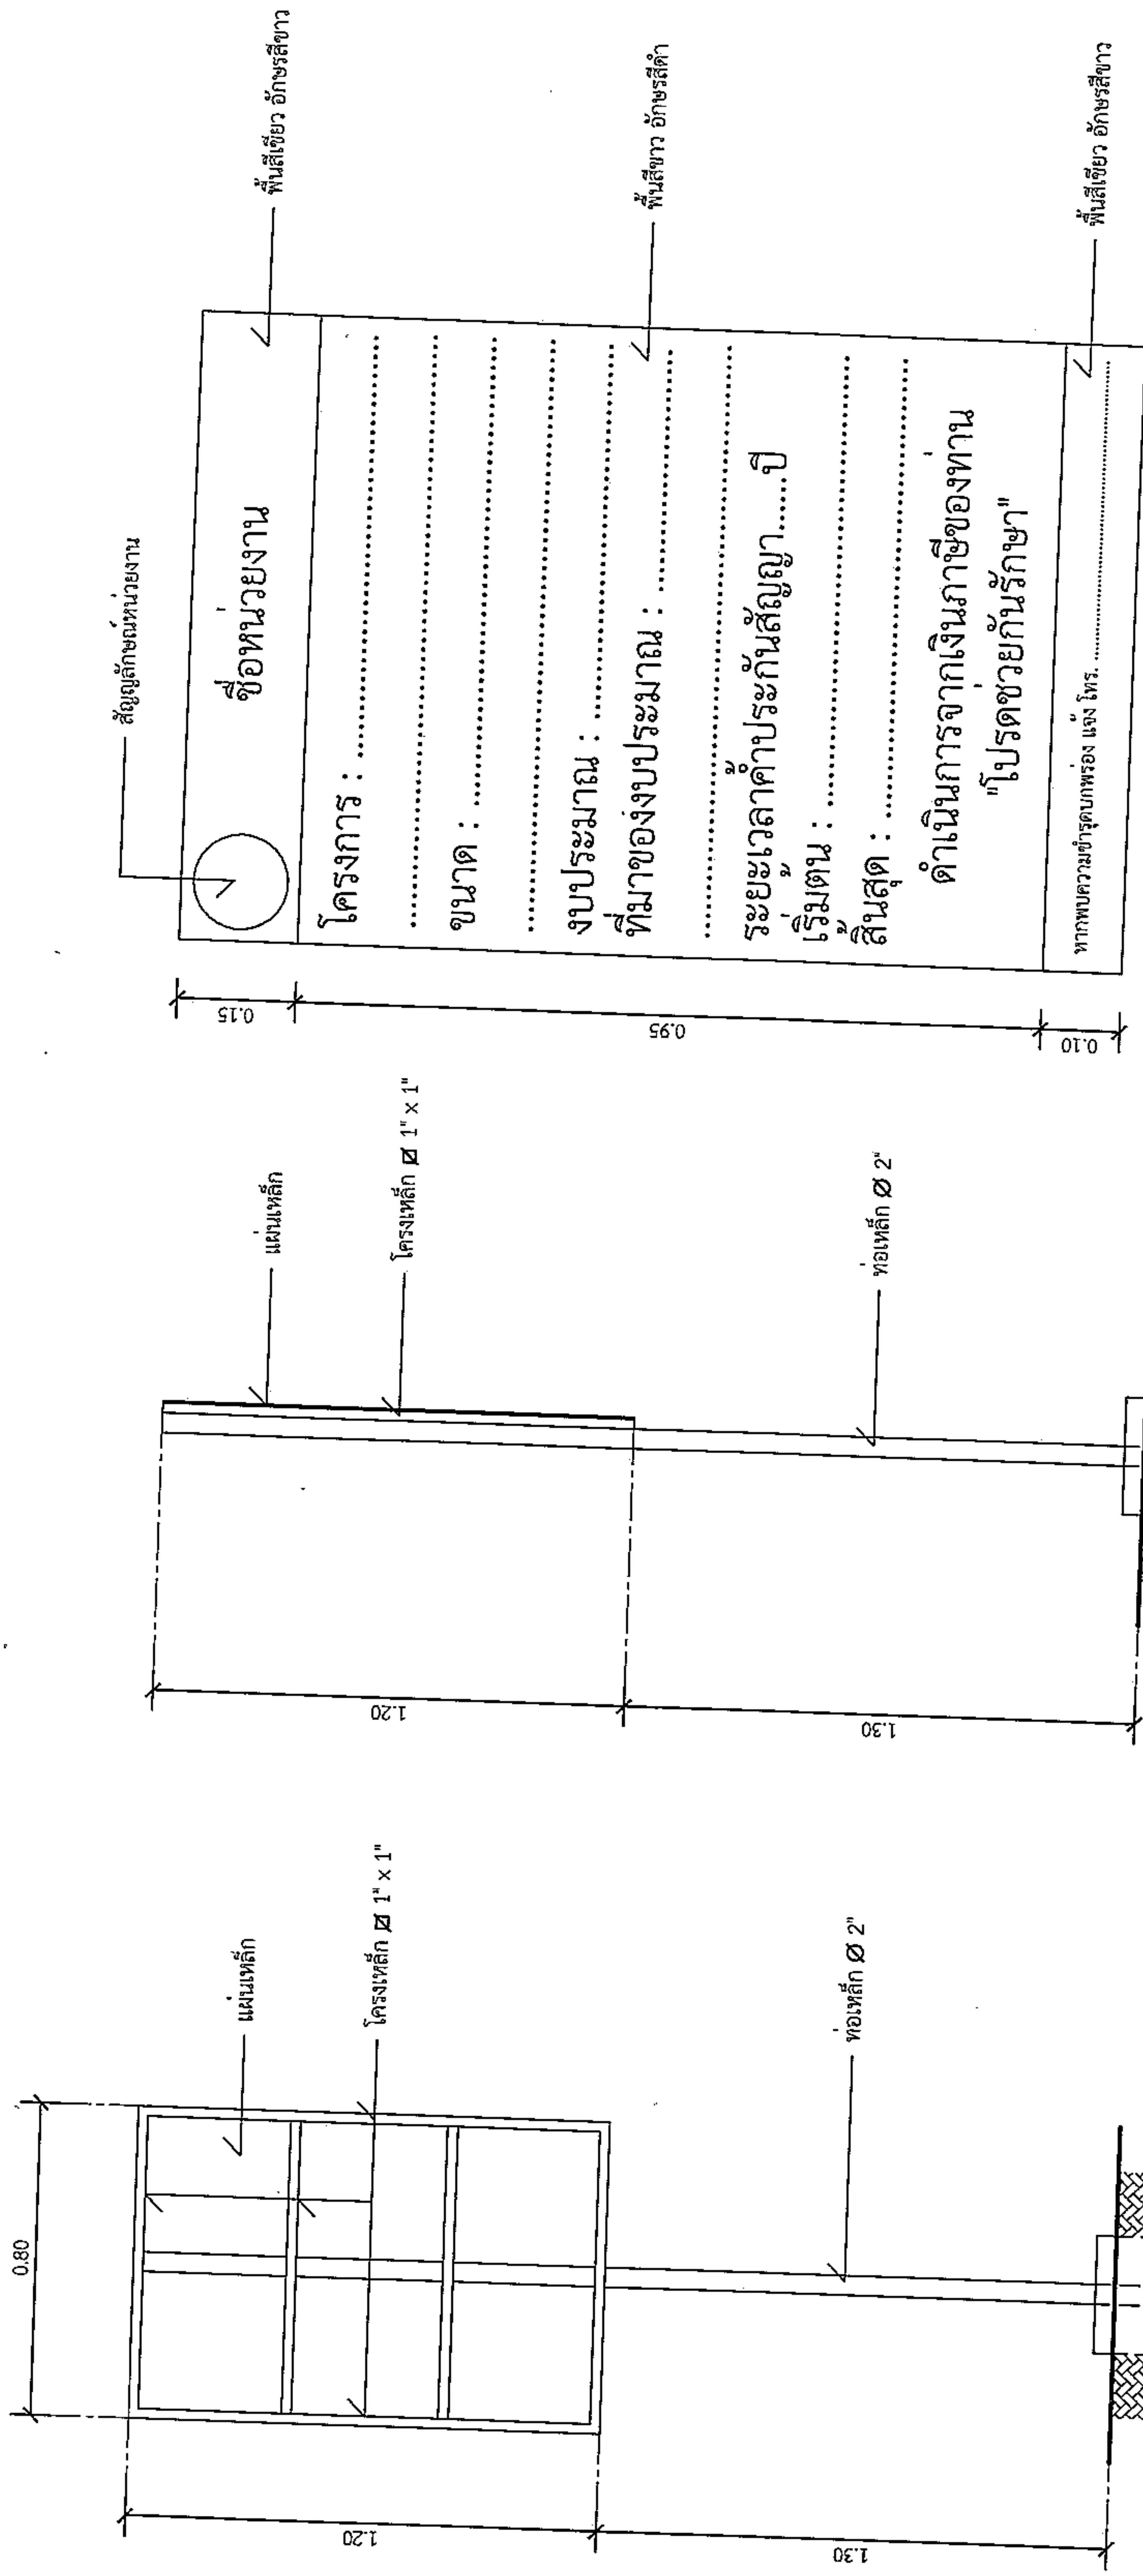 0.80
แผ่นเหล็ก
โครงเหล็ก ⌀ 1" x 1"
ท่อเหล็ก Ø 2"
1.20
1.30
แผ่นเหล็ก
โครงเหล็ก ⌀ 1" x 1"
ท่อเหล็ก Ø 2"
1.20
1.30
สัญญลักษณ์หน่วยงาน
พื้นสีเขียว อักษรสีขาว
ชื่อหน่วยงาน
โครงการ : ........................................
........................................
ขนาด : ........................................
........................................
งบประมาณ : ........................................
ที่มาของงบประมาณ : ........................................
........................................
ระยะเวลาค้ำประกันสัญญา......ปี
เริ่มต้น : ........................................
สิ้นสุด : ........................................
ดำเนินการจากเงินภาษีของท่าน
"โปรดช่วยกันรักษา"
หากพบความชำรุดบกพร่อง แจ้ง โทร. ........................................
พื้นสีขาว อักษรสีดำ
พื้นสีเขียว อักษรสีขาว
0.15
0.95
0.10